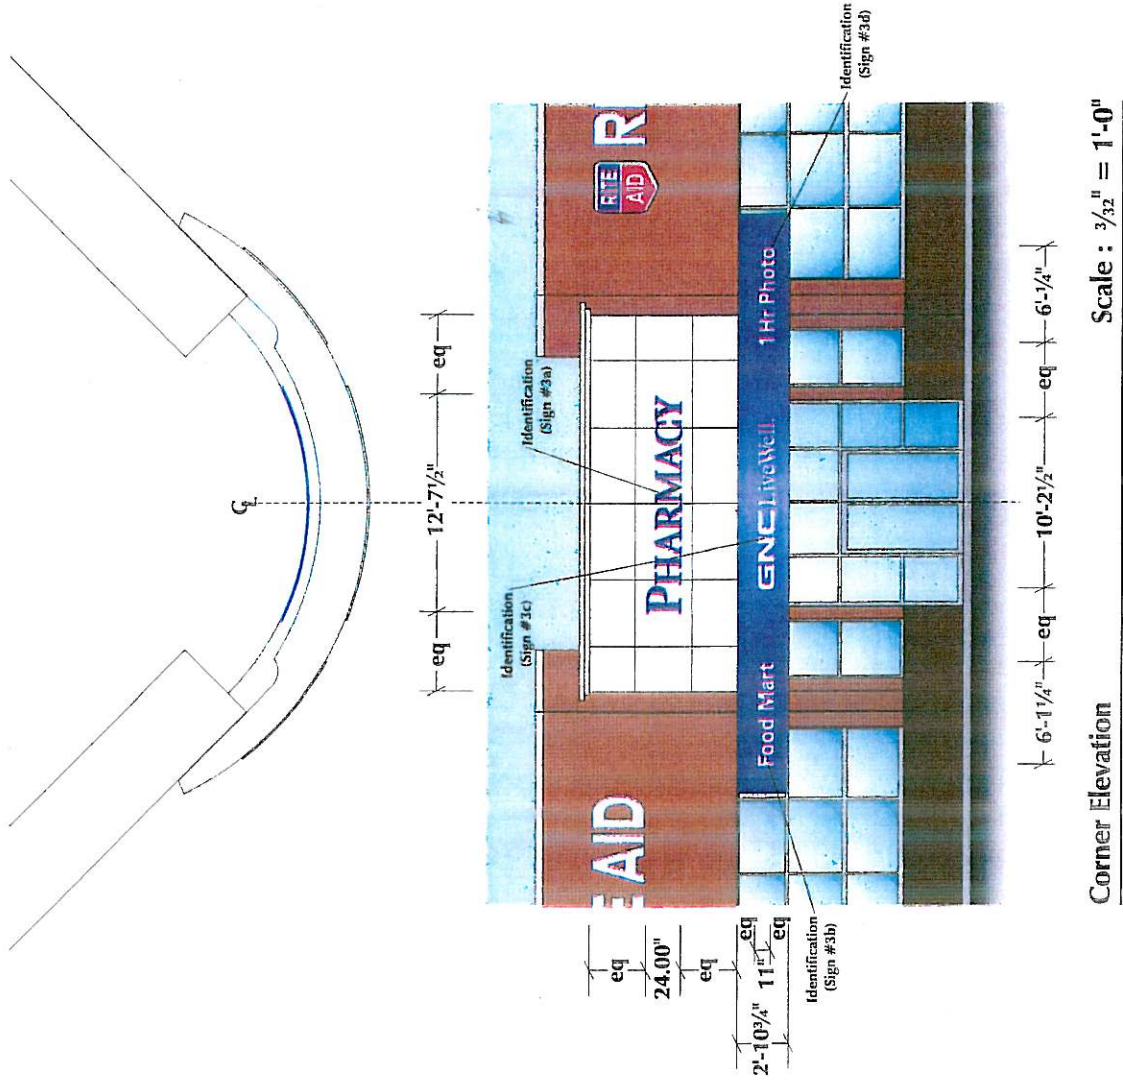 ℄
eq
12'-7½"
eq
Identification
(Sign #3c)
Identification
(Sign #3a)
E AID
PHARMACY
RITE
AID
R
Food Mart
GNC LiveWell.
1 Hr Photo
eq
24.00"
eq
eq
11"
eq
2'-10¾"
Identification
(Sign #3b)
Identification
(Sign #3d)
6'-1¼"
eq
10'-2½"
eq
6'-¼"
Corner Elevation
Scale : 3/32" = 1'-0"